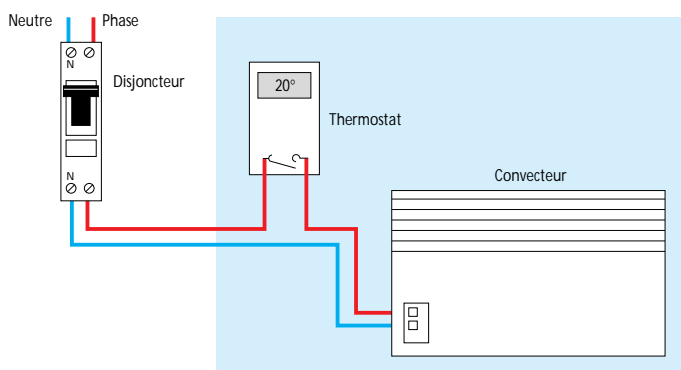 Neutre
Phase
N
Disjoncteur
20°
Thermostat
N
Convecteur